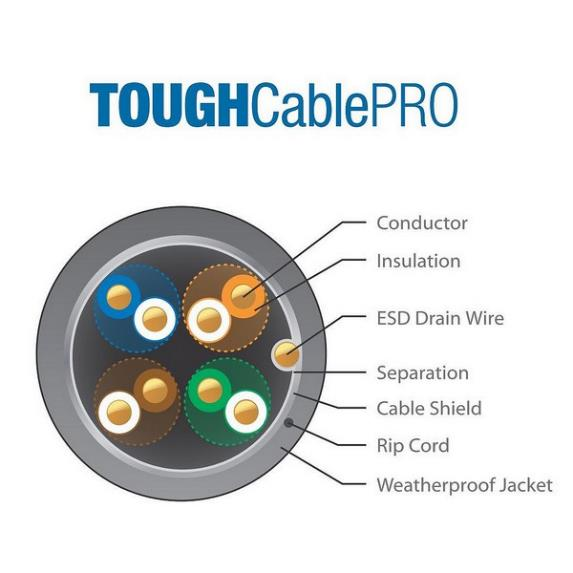 TOUGHCablePRO
Conductor
Insulation
ESD Drain Wire
Separation
Cable Shield
Rip Cord
Weatherproof Jacket